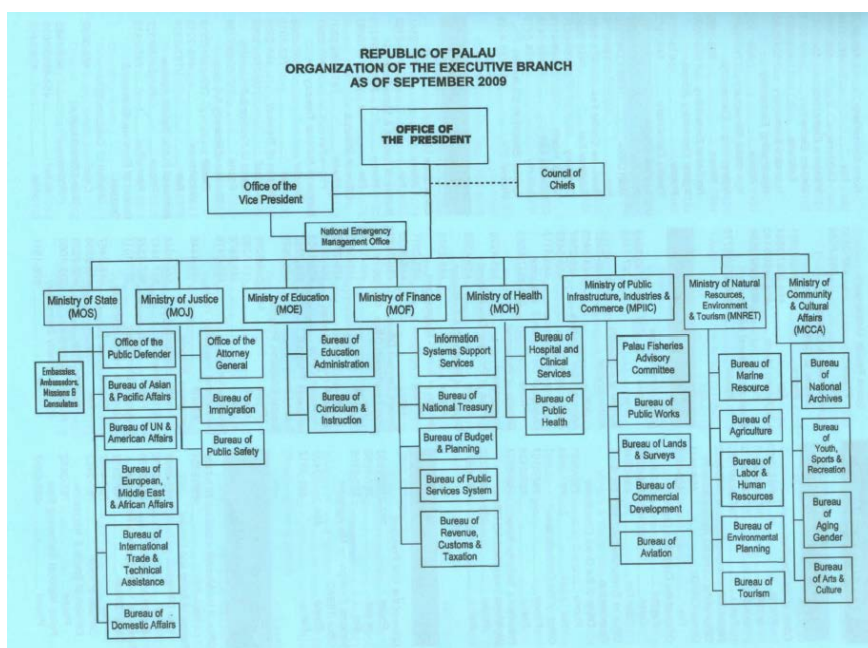 REPUBLIC OF PALAU
ORGANIZATION OF THE EXECUTIVE BRANCH
AS OF SEPTEMBER 2009
OFFICE OF
THE PRESIDENT
Council of
Chiefs
Office of the
Vice President
National Emergency
Management Office
Ministry of State
(MOS)
Embassies,
Ambassadors,
Missions &
Consulates
Office of the
Public Defender
Bureau of Asian
& Pacific Affairs
Bureau of UN &
American Affairs
Bureau of
European,
Middle East
& African Affairs
Bureau of
International
Trade &
Technical
Assistance
Bureau of
Domestic Affairs
Ministry of Justice
(MOJ)
Office of the
Attorney
General
Bureau of
Immigration
Bureau of
Public Safety
Ministry of Education
(MOE)
Bureau of
Education
Administration
Bureau of
Curriculum &
Instruction
Ministry of Finance
(MOF)
Information
Systems Support
Services
Bureau of
National Treasury
Bureau of Budget
& Planning
Bureau of Public
Services System
Bureau of
Revenue,
Customs &
Taxation
Ministry of Health
(MOH)
Bureau of
Hospital and
Clinical
Services
Bureau of
Public
Health
Ministry of Public
Infrastructure, Industries &
Commerce (MPIIC)
Palau Fisheries
Advisory
Committee
Bureau of
Public Works
Bureau of Lands
& Surveys
Bureau of
Commercial
Development
Bureau of
Aviation
Ministry of Natural
Resources,
Environment
& Tourism (MNRET)
Bureau of
Marine
Resource
Bureau of
Agriculture
Bureau of
Labor &
Human
Resources
Bureau of
Environmental
Planning
Bureau of
Tourism
Ministry of
Community
& Cultural
Affairs
(MCCA)
Bureau
of
National
Archives
Bureau
of
Youth,
Sports &
Recreation
Bureau
of
Aging
Gender
Bureau
of Arts &
Culture